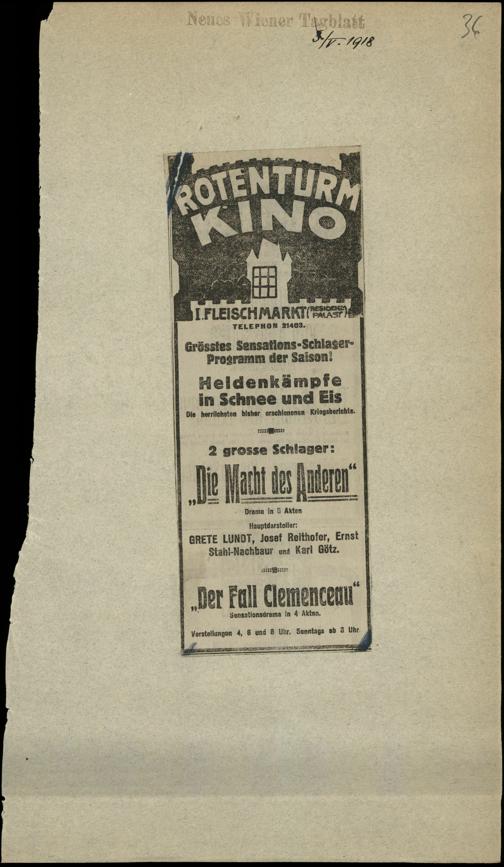 Neues Wiener Tagblatt
36
5/V. 1918
ROTENTURM
KINO
I. FLEISCHMARKT (RESIDENZ PALAST)
TELEPHON 21403.
Grösstes Sensations-Schlager-
Programm der Saison!
Heldenkämpfe
in Schnee und Eis
Die herrlichsten bisher erschienenen Kriegsberichte.
2 grosse Schlager:
„Die Macht des Anderen“
Drama in 5 Akten
Hauptdarsteller:
GRETE LUNDT, Josef Reithofer, Ernst
Stahl-Nachbaur und Karl Götz.
„Der Fall Clemenceau“
Sensationsdrama in 4 Akten.
Vorstellungen 4, 6 und 8 Uhr. Sonntags ab 3 Uhr